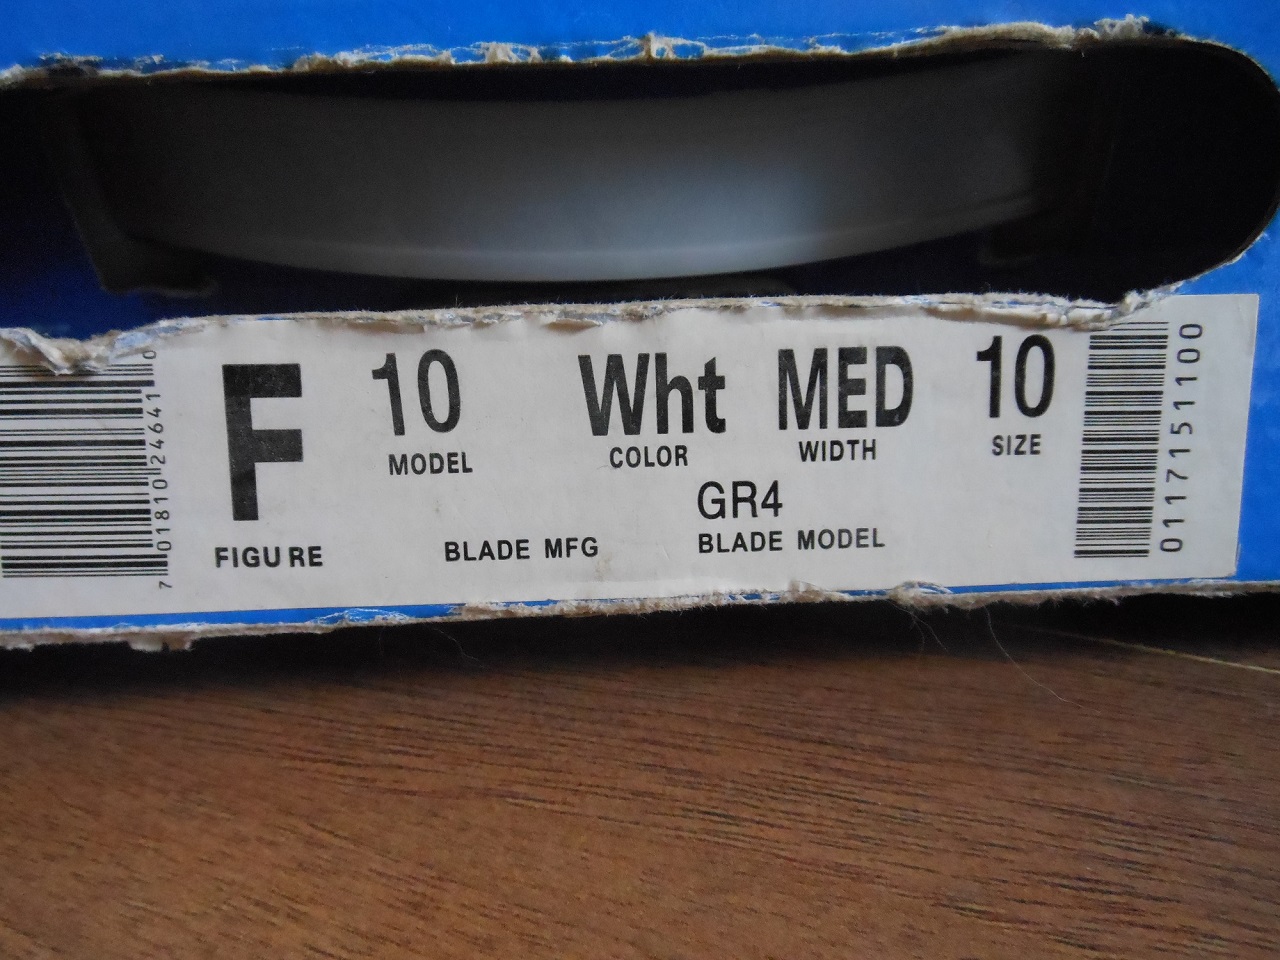 F 10 Wht MED 10
MODEL COLOR WIDTH SIZE
GR4
FIGURE BLADE MFG BLADE MODEL
7 01810 24641 0
0117151100